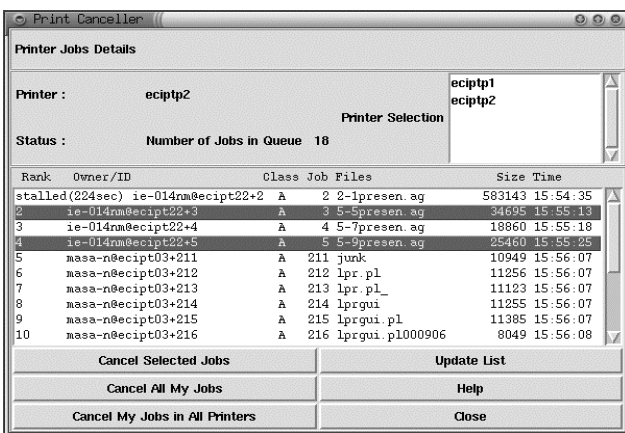 Print Canceller
Printer Jobs Details
Printer : eciptp2
Printer Selection
eciptp1
eciptp2
Status : Number of Jobs in Queue 18
Rank Owner/ID Class Job Files Size Time
stalled(224sec) ie-014nm@ecipt22+2 A 2 2-1presen.ag 583143 15:54:35
2 ie-014nm@ecipt22+3 A 3 5-5presen.ag 34695 15:55:13
3 ie-014nm@ecipt22+4 A 4 5-7presen.ag 18860 15:55:18
4 ie-014nm@ecipt22+5 A 5 5-9presen.ag 25460 15:55:25
5 masa-n@ecipt03+211 A 211 junk 10949 15:56:07
6 masa-n@ecipt03+212 A 212 lpr.pl 11256 15:56:07
7 masa-n@ecipt03+213 A 213 lpr.pl_ 11123 15:56:07
8 masa-n@ecipt03+214 A 214 lprgui 11255 15:56:07
9 masa-n@ecipt03+215 A 215 lprgui.pl 11385 15:56:07
10 masa-n@ecipt03+216 A 216 lprgui.pl000906 8049 15:56:08
Cancel Selected Jobs
Update List
Cancel All My Jobs
Help
Cancel My Jobs in All Printers
Close